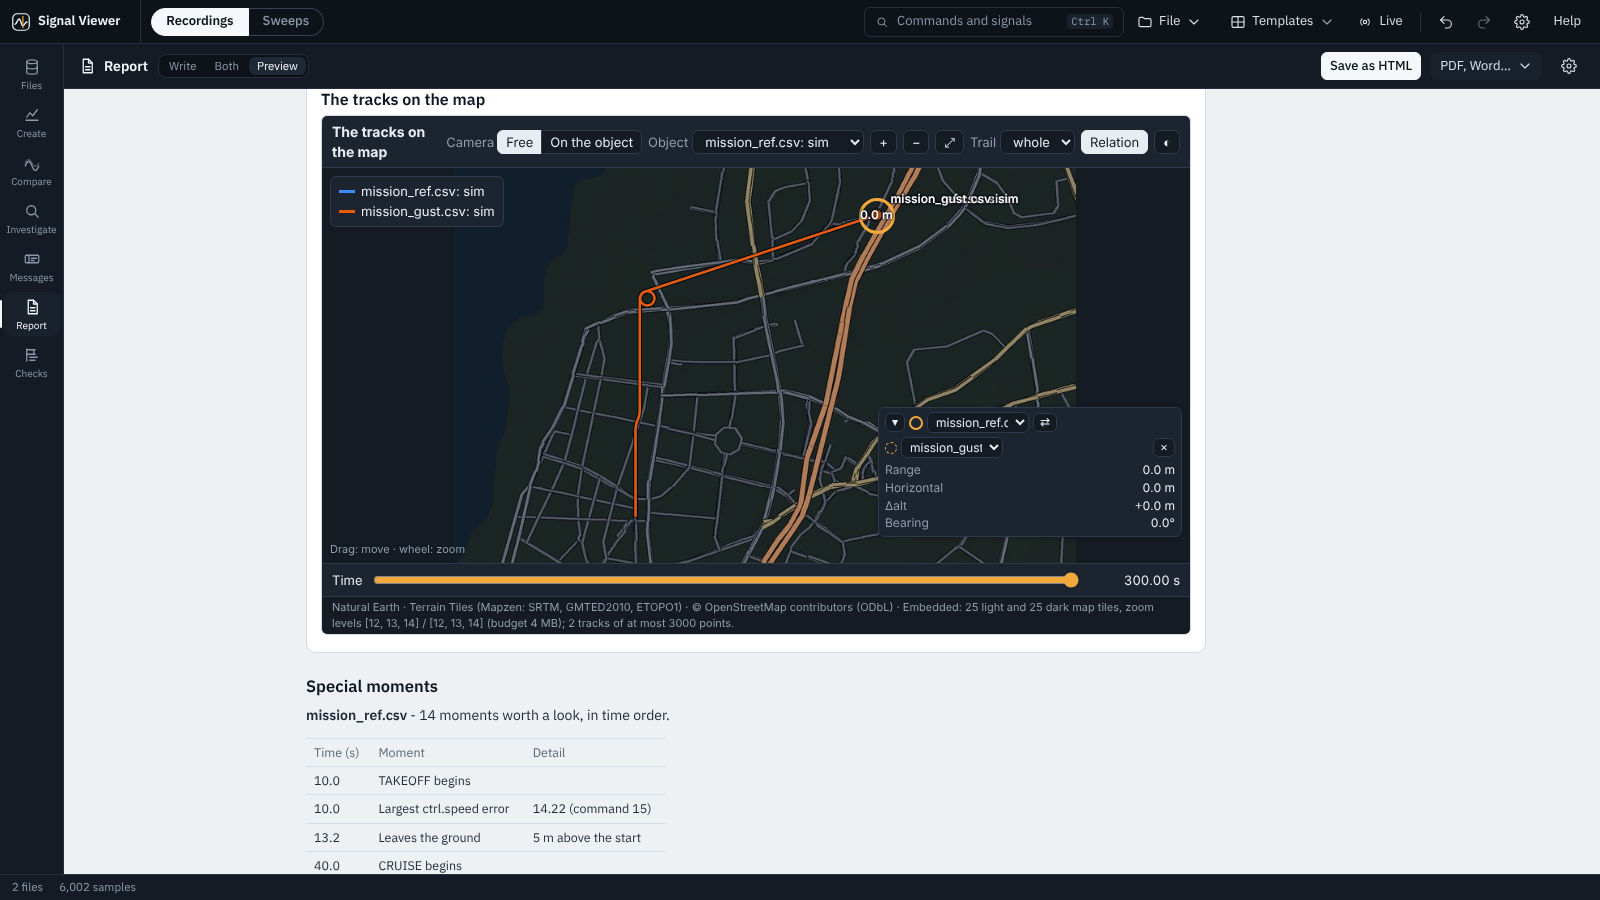 Signal Viewer
Recordings
Sweeps
Commands and signals
Ctrl K
File
Templates
Live
Help
Files
Create
Compare
Investigate
Messages
Report
Checks
Report
Write
Both
Preview
Save as HTML
PDF, Word...
The tracks on the map
The tracks on the map
Camera
Free
On the object
Object
mission_ref.csv: sim
+
−
Trail
whole
Relation
mission_ref.csv: sim
mission_gust.csv: sim
mission_gust.csv: sim
0.0 m
mission_ref.c
mission_gust
×
Range 0.0 m
Horizontal 0.0 m
Δalt +0.0 m
Bearing 0.0°
Drag: move · wheel: zoom
Time
300.00 s
Natural Earth · Terrain Tiles (Mapzen: SRTM, GMTED2010, ETOPO1) · © OpenStreetMap contributors (ODbL) · Embedded: 25 light and 25 dark map tiles, zoom
levels [12, 13, 14] / [12, 13, 14] (budget 4 MB); 2 tracks of at most 3000 points.
Special moments
mission_ref.csv - 14 moments worth a look, in time order.
Time (s) Moment Detail
10.0 TAKEOFF begins
10.0 Largest ctrl.speed error 14.22 (command 15)
13.2 Leaves the ground 5 m above the start
40.0 CRUISE begins
2 files
6,002 samples